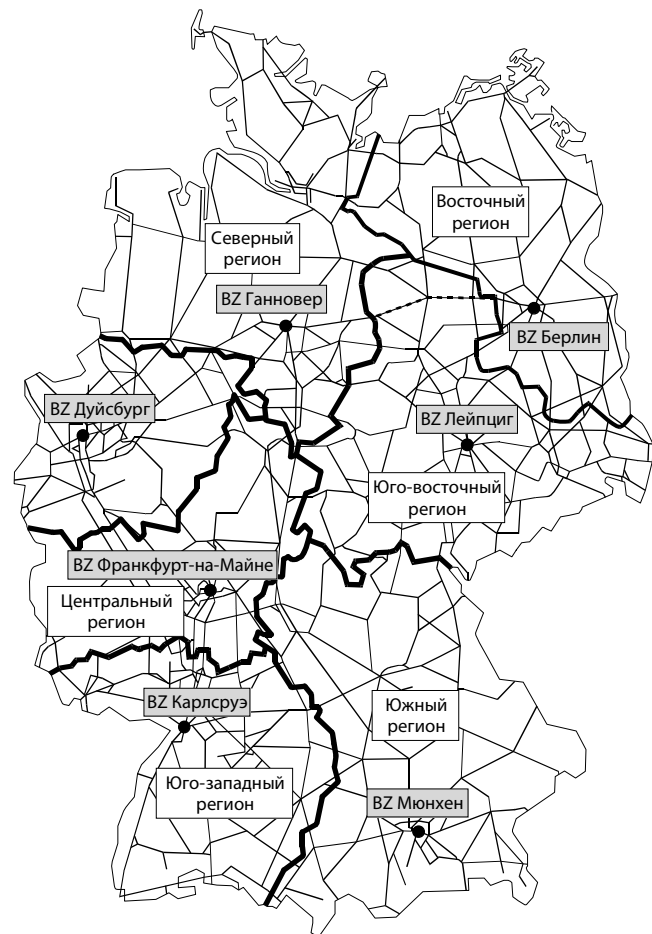 Восточный
регион
Северный
регион
BZ Ганновер
BZ Берлин
BZ Дуйсбург
BZ Лейпциг
Юго-восточный
регион
BZ Франкфурт-на-Майне
Центральный
регион
BZ Карлсруэ
Южный
регион
Юго-западный
регион
BZ Мюнхен